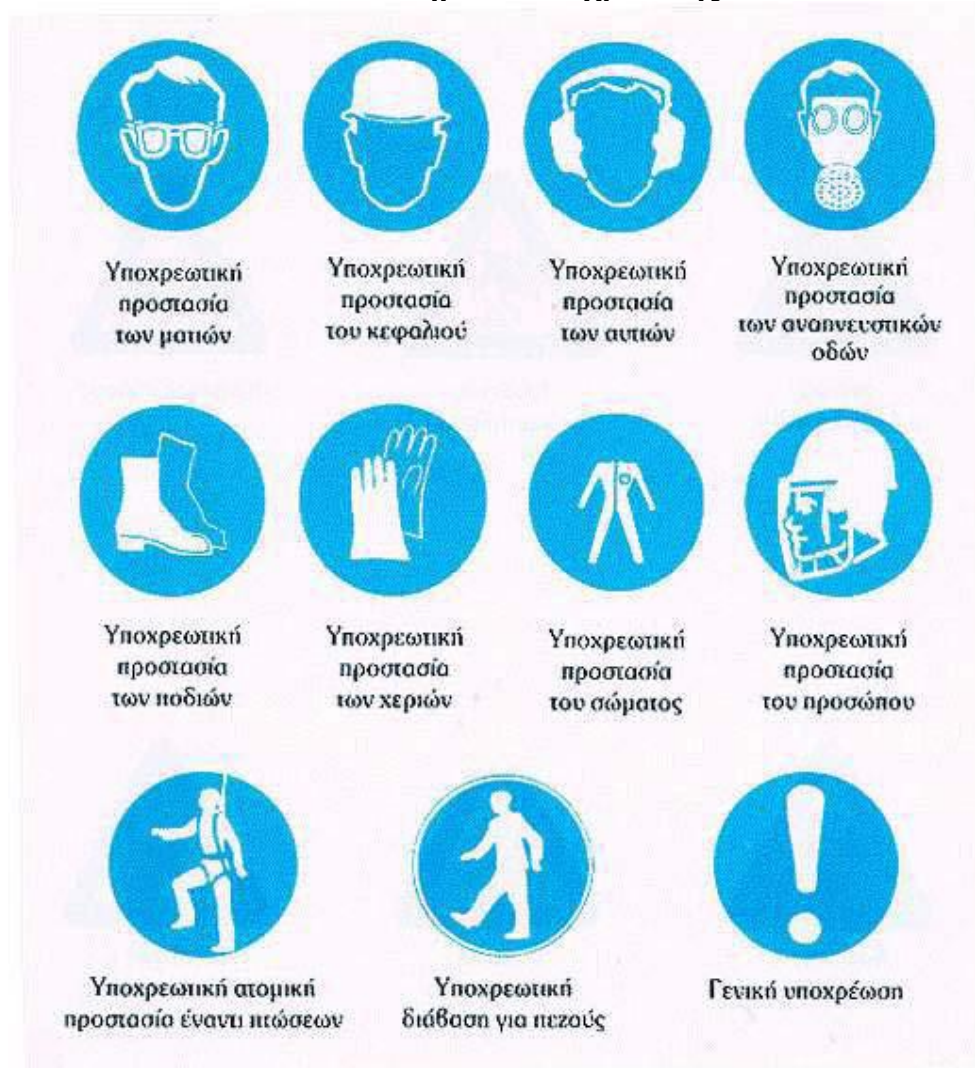 Υποχρεωτική
προστασία
των ματιών
Υποχρεωτική
προστασία
του κεφαλιού
Υποχρεωτική
προστασία
των αυτιών
Υποχρεωτική
προστασία
των αναπνευστικών
οδών
Υποχρεωτική
προστασία
των ποδιών
Υποχρεωτική
προστασία
των χεριών
Υποχρεωτική
προστασία
του σώματος
Υποχρεωτική
προστασία
του προσώπου
Υποχρεωτική ατομική
προστασία έναντι πτώσεων
Υποχρεωτική
διάβαση για πεζούς
Γενική υποχρέωση